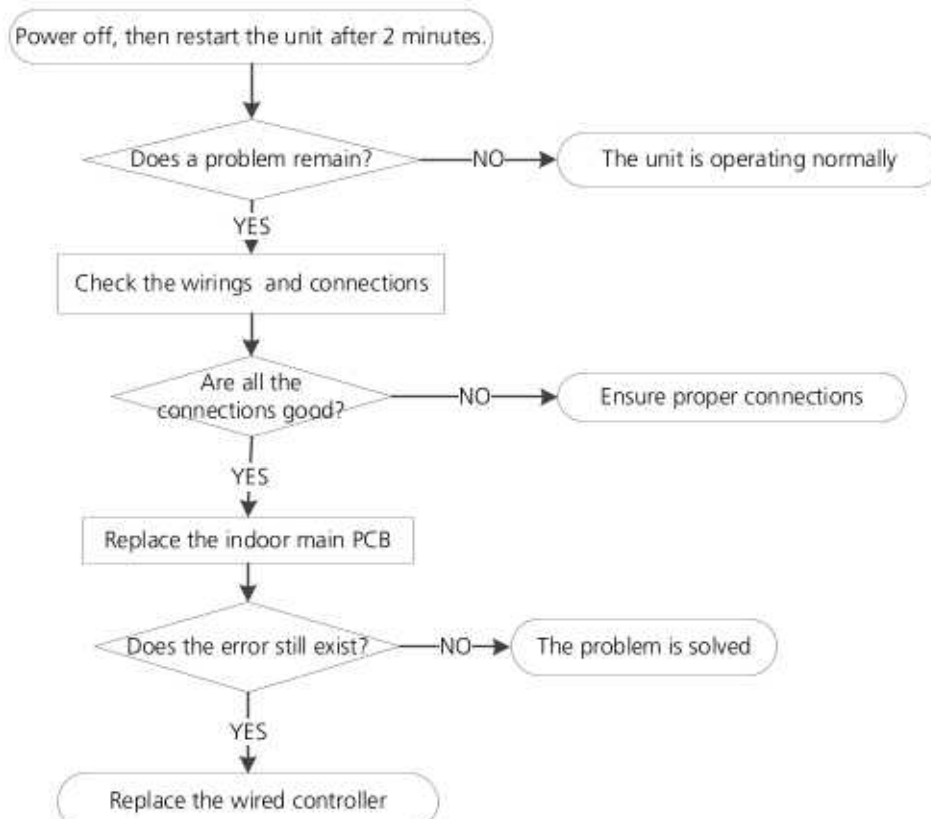 Power off, then restart the unit after 2 minutes.
Does a problem remain?
NO
The unit is operating normally
YES
Check the wirings and connections
Are all the
connections good?
NO
Ensure proper connections
YES
Replace the indoor main PCB
Does the error still exist?
NO
The problem is solved
YES
Replace the wired controller